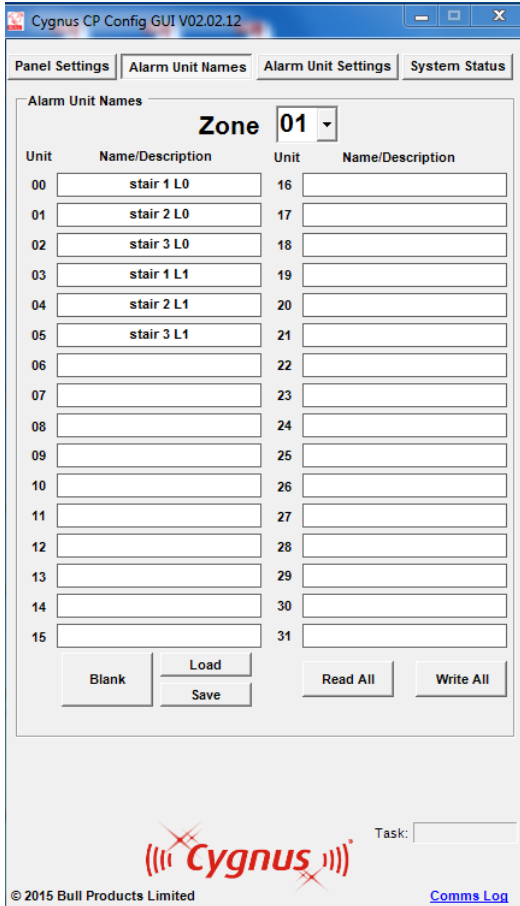 Cygnus CP Config GUI V02.02.12
Panel Settings Alarm Unit Names Alarm Unit Settings System Status
Alarm Unit Names
Zone 01
Unit Name/Description Unit Name/Description
00 stair 1 L0 16
01 stair 2 L0 17
02 stair 3 L0 18
03 stair 1 L1 19
04 stair 2 L1 20
05 stair 3 L1 21
06 22
07 23
08 24
09 25
10 26
11 27
12 28
13 29
14 30
15 31
Blank Load Read All Write All
Save
Task:
Cygnus
© 2015 Bull Products Limited Comms Log